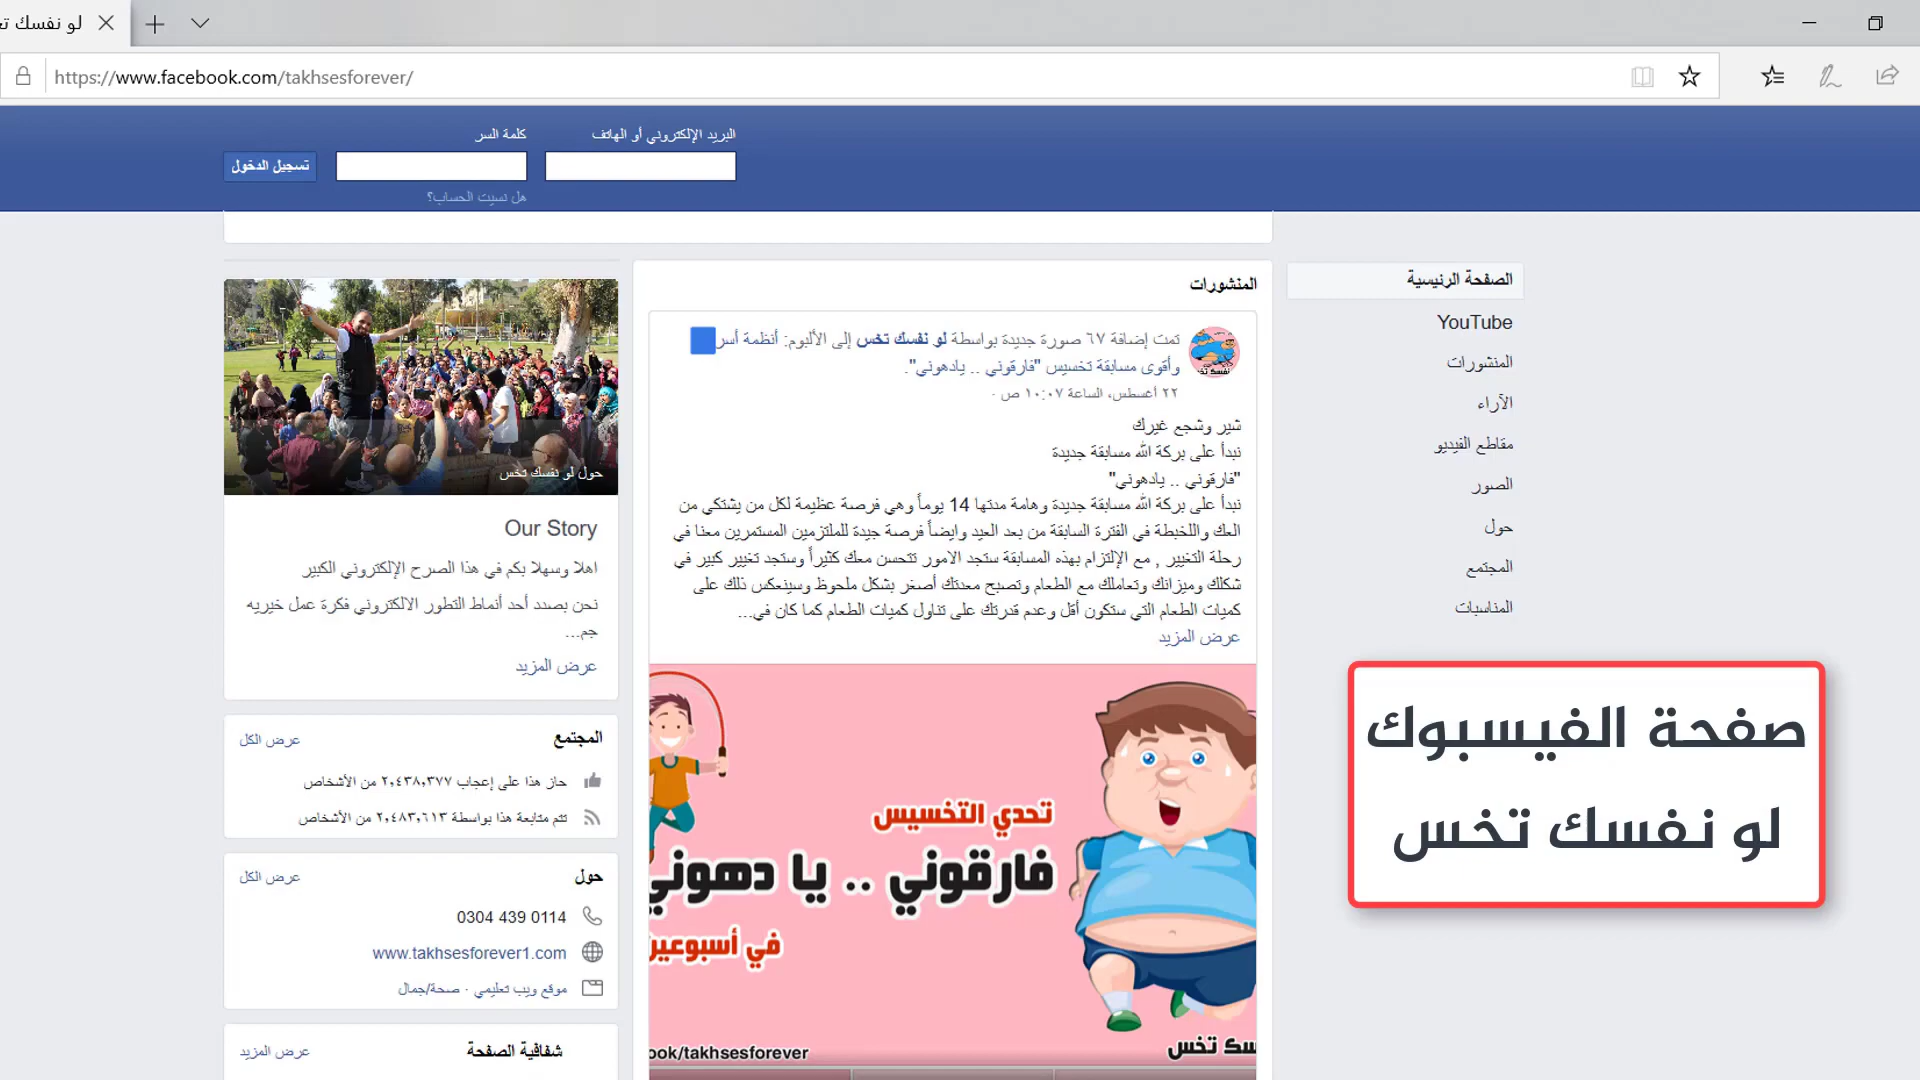 لو نفسك تخ
https://www.facebook.com/takhsesforever/
البريد الإلكتروني أو الهاتف
كلمة السر
تسجيل الدخول
هل نسيت الحساب؟
الصفحة الرئيسية
YouTube
المنشورات
الآراء
مقاطع الفيديو
الصور
حول
المجتمع
المناسبات
صفحة الفيسبوك
لو نفسك تخس
المنشورات
تمت إضافة ٦٧ صورة جديدة بواسطة لو نفسك تخس إلى الألبوم: أنظمة أسر
وأقوى مسابقة تخسيس "فارقوني .. يادهوني".
٢٢ أغسطس، الساعة ١٠:٠٧ ص ·
شير وشجع غيرك
نبدأ على بركة الله مسابقة جديدة
"فارقوني .. يادهوني"
نبدأ على بركة الله مسابقة جديدة وهامة مدتها 14 يوماً وهي فرصة عظيمة لكل من يشتكي من
العك واللخبطة في الفترة السابقة من بعد العيد وايضاً فرصة جيدة للملتزمين المستمرين معنا في
رحلة التغيير , مع الإلتزام بهذه المسابقة ستجد الامور تتحسن معك كثيراً وستجد تغيير كبير في
شكلك وميزانك وتعاملك مع الطعام وتصبح معدتك أصغر بشكل ملحوظ وسينعكس ذلك على
كميات الطعام التي ستكون أقل وعدم قدرتك على تناول كميات الطعام كما كان في...
عرض المزيد
تحدي التخسيس
فارقوني .. يا دهوني
في أسبوعين
ook/takhsesforever
سك تخس
حول لو نفسك تخس
Our Story
اهلا وسهلا بكم في هذا الصرح الإلكتروني الكبير
نحن بصدد أحد أنماط التطور الالكتروني فكرة عمل خيريه
جم...
عرض المزيد
المجتمع
عرض الكل
حاز هذا على إعجاب ٢,٤٣٨,٣٧٧ من الأشخاص
تتم متابعة هذا بواسطة ٢,٤٨٣,٦١٣ من الأشخاص
حول
عرض الكل
0304 439 0114
www.takhsesforever1.com
موقع ويب تعليمي · صحة/جمال
شفافية الصفحة
عرض المزيد